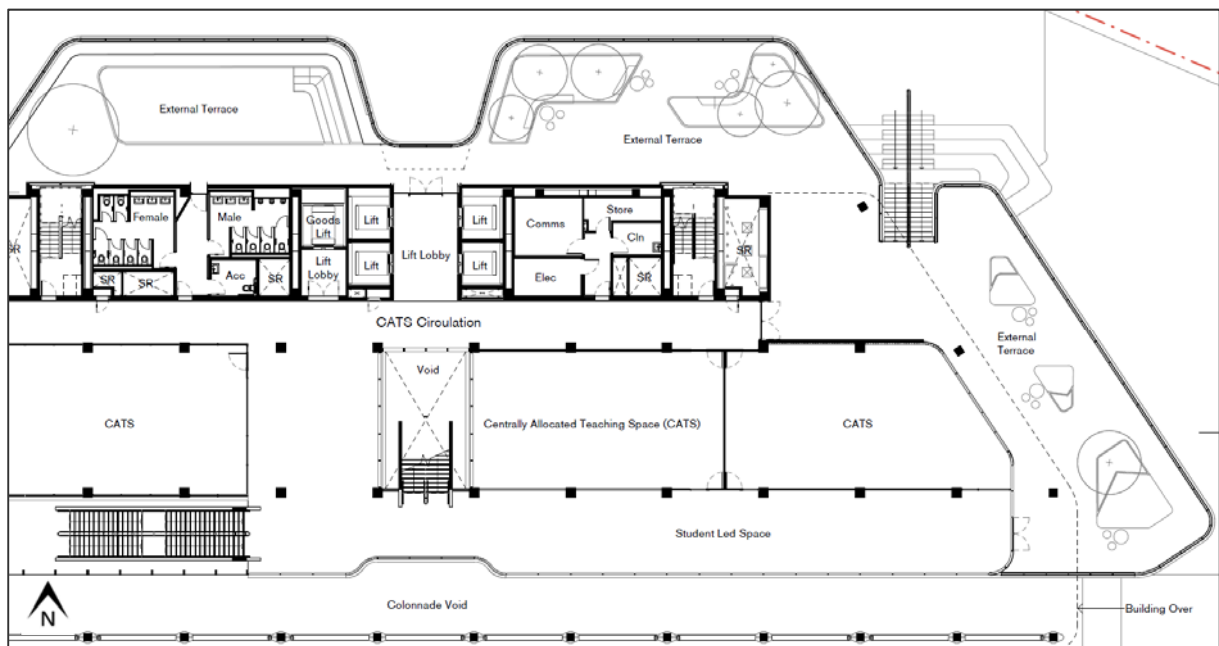 External Terrace
External Terrace
Female
Male
Goods
Lift
Lift
Lift
Store
Comms
Cln
SR
SR
Lift Lobby
Lift
Lobby
Lift
Lift
Acc
SR
SR
SR
Elec
SR
CATS Circulation
External
Terrace
Void
CATS
Centrally Allocated Teaching Space (CATS)
CATS
Student Led Space
Colonnade Void
Building Over
N